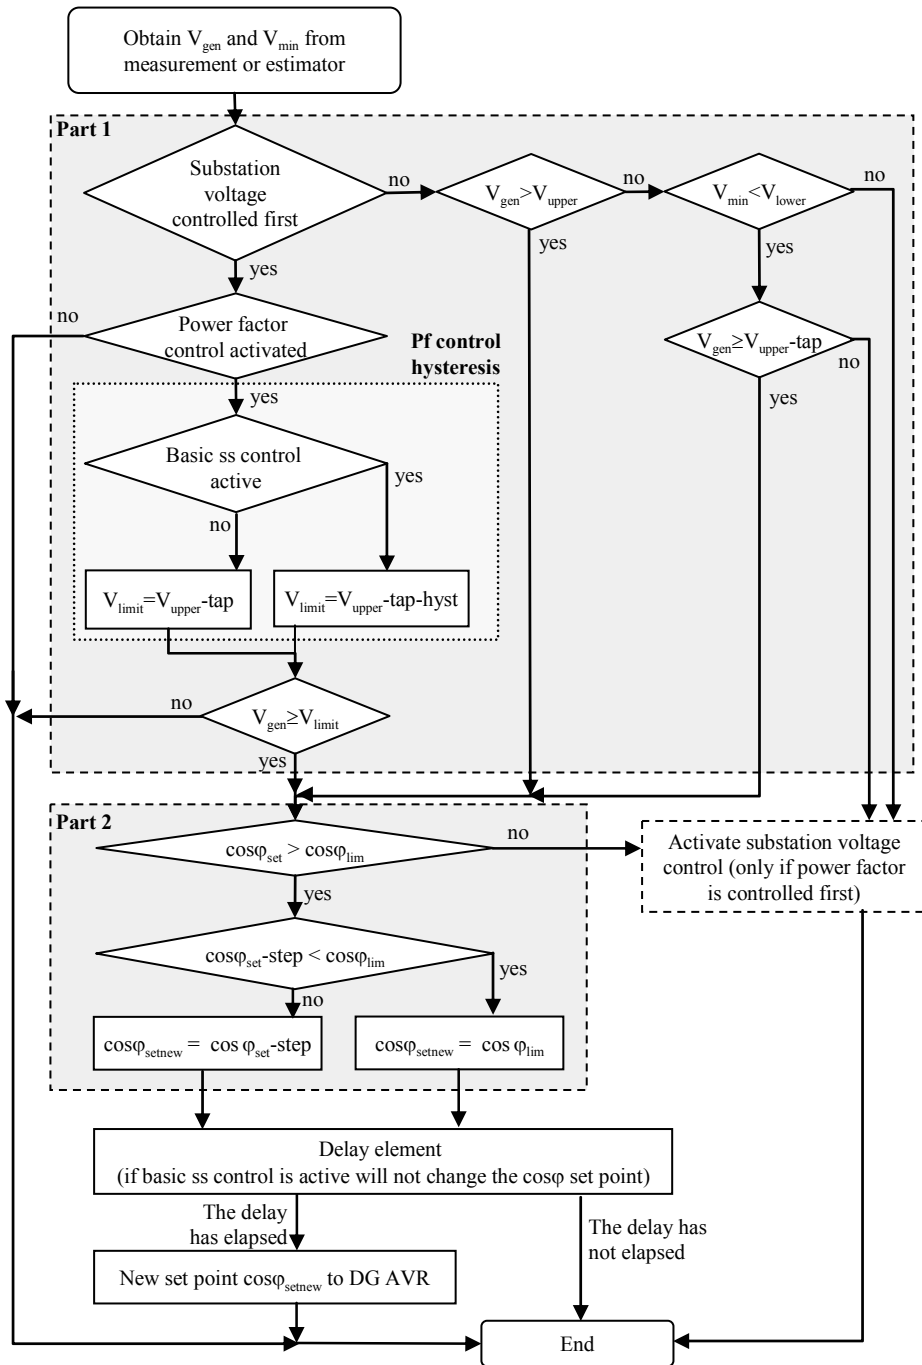 Obtain V_gen and V_min from
measurement or estimator
Part 1
Substation
voltage
controlled first
no
V_gen>V_upper
no
V_min<V_lower
no
yes
yes
yes
Power factor
control activated
no
V_gen≥V_upper-tap
no
yes
Pf control
hysteresis
yes
Basic ss control
active
yes
no
V_limit=V_upper-tap
V_limit=V_upper-tap-hyst
no
V_gen≥V_limit
yes
Part 2
cosφ_set > cosφ_lim
no
Activate substation voltage
control (only if power factor
is controlled first)
yes
cosφ_set-step < cosφ_lim
yes
no
cosφ_setnew = cos φ_set-step
cosφ_setnew = cos φ_lim
Delay element
(if basic ss control is active will not change the cosφ set point)
The delay
has elapsed
The delay has
not elapsed
New set point cosφ_setnew to DG AVR
End